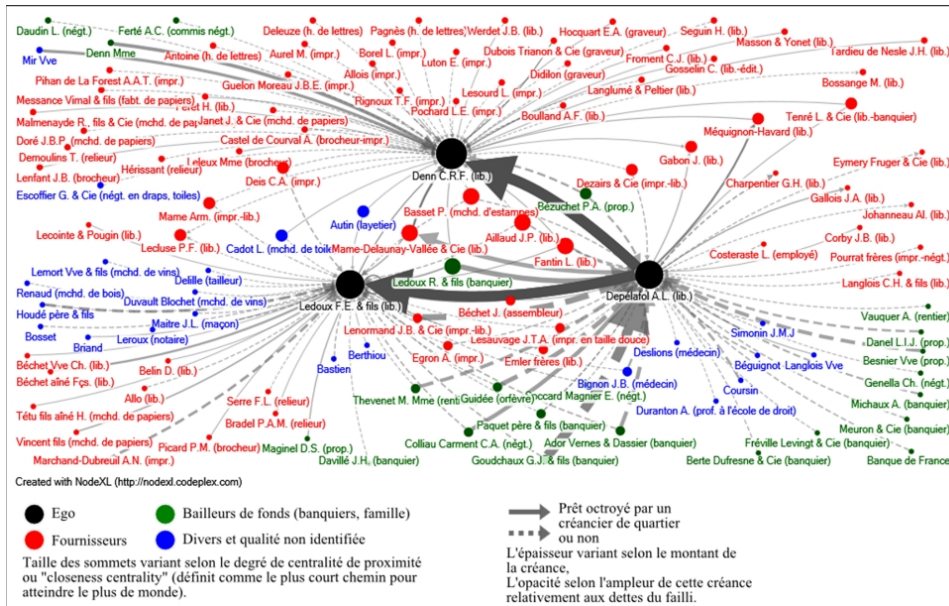 Daudin L. (négt.)
Ferté A.C. (commis négt.)
Deleuze (h. de lettres)
Pagnès (h. de lettres)
Werdet J.B. (lib.)
Hocquart E.A. (graveur)
Seguin H. (lib.)
Denn Mme
Antoine (h. de lettres)
Aurel M. (impr.)
Borel L. (impr.)
Luton E. (impr.)
Dubois Trianon & Cie (graveur)
Froment C.J. (lib.)
Masson & Yonet (lib.)
Tardieu de Nesle J.H. (lib.)
Mir Vve
Pihan de La Forest A.A.T. (impr.)
Allois (impr.)
Didilon (graveur)
Gosselin C. (lib.-édit.)
Guelon Moreau J.B.E. (impr.)
Lesourd L. (impr.)
Langlumé & Peltier (lib.)
Bossange M. (lib.)
Messance Vimal & fils (fabt. de papiers)
Rignoux T.F. (impr.)
Pochard L.E. (impr.)
H. (lib.)
Boulland A.F. (lib.)
Tenré L. & Cie (lib.-banquier)
Malmenayde R., fils & Cie (mchd. de pap
Janet J. & Cie (mchd. de papiers)
Méquignon-Havard (lib.)
Doré J.B.P (mchd. de papiers)
Castel de Courval A. (brocheur-impr.)
Demoulins T. (relieur)
Hérissant (relieur)
Leleux Mme (brocheur)
Denn C.R.F. (lib.)
Gabon J. (lib.)
Eymery Fruger & Cie (lib.)
Lenfant J.B. (brocheur)
Deis C.A. (impr.)
Dezairs & Cie (impr.-lib.)
Charpentier G.H. (lib.)
Escoffier G. & Cie (négt. en draps, toiles)
Bézuchet P.A. (prop.)
Gallois J.A. (lib.)
Mame Arm. (impr.-lib.)
Basset P. (mchd. d'estampes)
Johanneau Al. (lib.)
Lecointe & Pougin (lib.)
Autin (layetier)
Aillaud J.P. (lib.)
Corby J.B. (lib.)
Lecluse P.F. (lib.)
Cadot L. (mchd. de toile
Mame-Delaunay-Vallée & Cie (lib.)
Fantin L. (lib.)
Costeraste L. (employé)
Pourrat frères (impr.-négt.)
Lemort Vve & fils (mchd. de vins)
Delille (tailleur)
Ledoux R. & fils (banquier)
Depélafol A.L. (lib.)
Langlois C.H. & fils (lib.)
Renaud (mchd. de bois)
Duvault Blochet (mchd. de vins)
Ledoux F.E. & fils (lib.)
Béchet J. (assembleur)
Vauquer A. (rentier)
Houdé père & fils
Maitre J.L. (maçon)
Lenormand J.B. & Cie (impr.-lib.)
Bosset
Leroux (notaire)
Lesauvage J.T.A. (impr. en taille douce)
Simonin J.M.J
Danel L.I.J. (prop.)
Briand
Berthiou
Egron A. (impr.)
Emler frères (lib.)
Déslions (médecin)
Béguignot
Langlois Vve
Besnier Vve (prop.)
Béchet Vve Ch. (lib.)
Belin D. (lib.)
Bastien
Bignon J.B. (médecin)
Coursin
Genella Ch. (négt.)
Béchet aîné Fçs. (lib.)
Allo (lib.)
Serre F.L. (relieur)
Thevenet M. Mme (renti
Guidée (orfèvre)
occard Magnier E. (négt.)
Duranton A. (prof. à l'école de droit)
Michaux A. (banquier)
Tétu fils aîné H. (mchd. de papiers)
Bradel P.A.M. (relieur)
Paquet père & fils (banquier)
Meuron & Cie (banquier)
Vincent fils (mchd. de papiers)
Picard P.M. (brocheur)
Maginel D.S. (prop.)
Colliau Carment C.A. (négt.)
Ador Vernes & Dassier (banquier)
Fréville Levingt & Cie (banquier)
Marchand-Dubreuil A.N. (impr.)
Davillé J.H. (banquier)
Goudchaux G.J. & fils (banquier)
Berte Dufresne & Cie (banquier)
Banque de France
Created with NodeXL (http://nodexl.codeplex.com)
Ego
Bailleurs de fonds (banquiers, famille)
Fournisseurs
Divers et qualité non identifiée
Taille des sommets variant selon le degré de centralité de proximité
ou "closeness centrality" (définit comme le plus court chemin pour
atteindre le plus de monde).
Prêt octroyé par un
créancier de quartier
ou non
L'épaisseur variant selon le montant de
la créance,
L'opacité selon l'ampleur de cette créance
relativement aux dettes du failli.